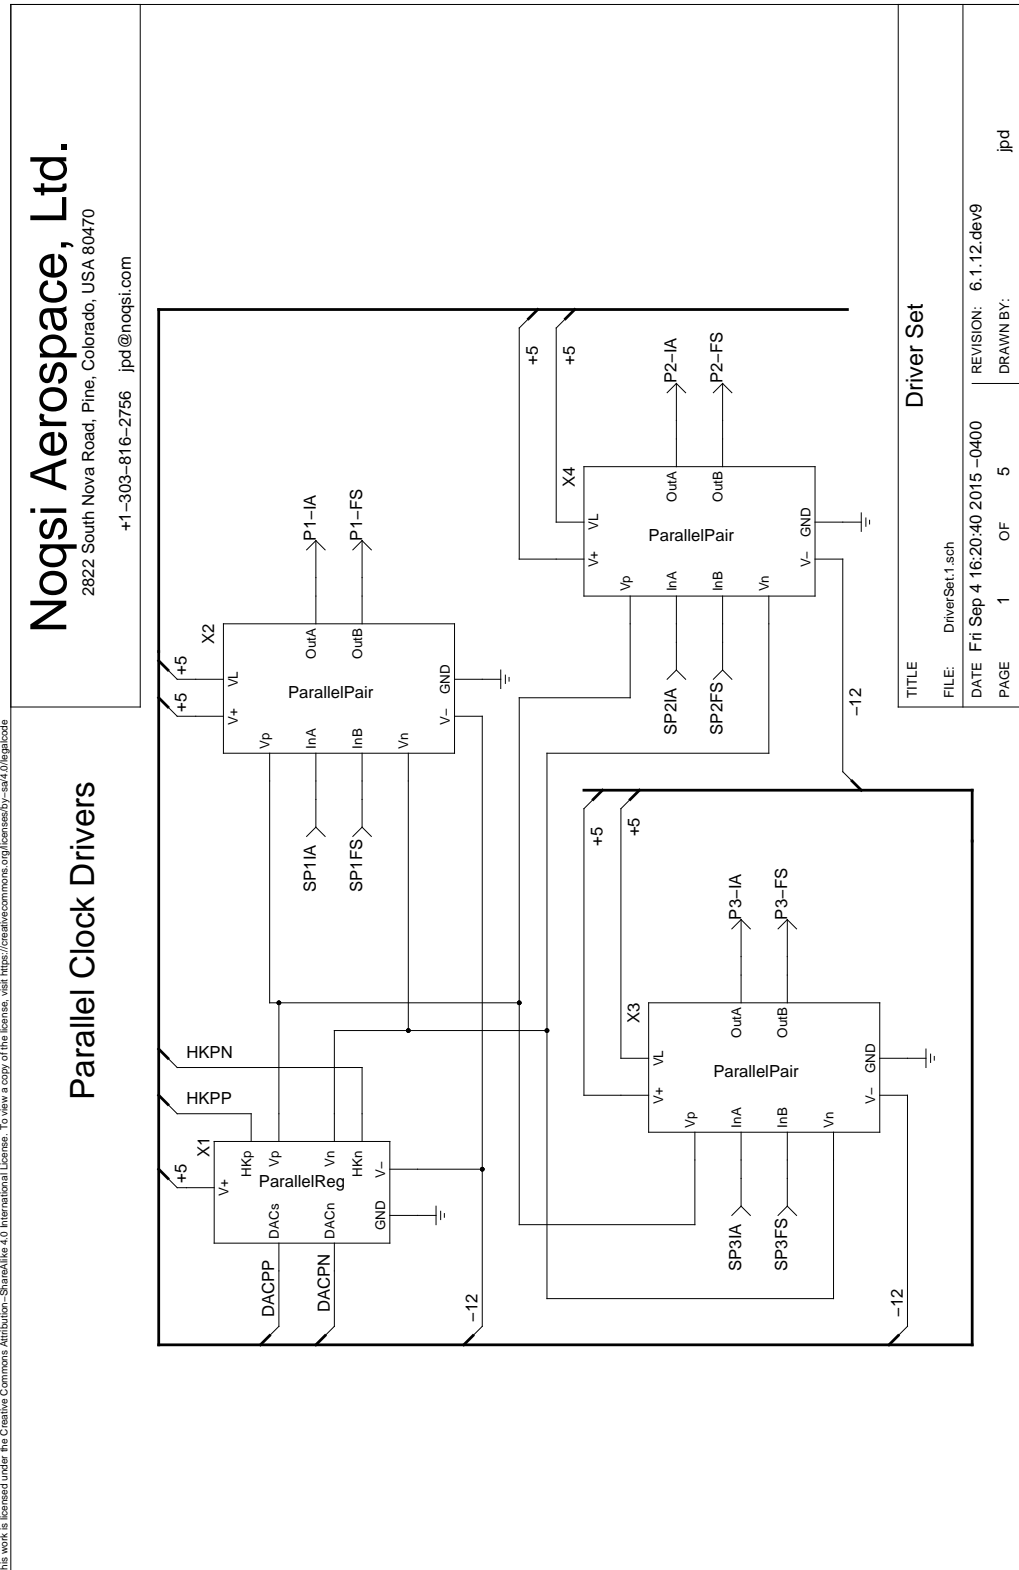 his work is licensed under the Creative Commons Attribution−ShareAlike 4.0 International License. To view a copy of the license, visit https://creativecommons.org/licenses/by−sa/4.0/legalcode
Noqsi Aerospace, Ltd.
2822 South Nova Road, Pine, Colorado, USA 80470
+1−303−816−2756 jpd@noqsi.com
Parallel Clock Drivers
+5
HKPP
HKPN
+5
+5
X1
V+
HKp
Vp
Vn
HKn
V−
GND
DACs
DACn
ParallelReg
DACPP
DACPN
−12
X2
V+
VL
Vp
InA
InB
Vn
OutA
OutB
V−
GND
ParallelPair
SP1IA
SP1FS
P1−IA
P1−FS
+5
+5
X4
V+
VL
Vp
InA
InB
Vn
OutA
OutB
V−
GND
ParallelPair
SP2IA
SP2FS
P2−IA
P2−FS
−12
+5
+5
X3
V+
VL
Vp
InA
InB
Vn
OutA
OutB
V−
GND
ParallelPair
SP3IA
SP3FS
P3−IA
P3−FS
−12
TITLE
Driver Set
FILE: DriverSet.1.sch
DATE Fri Sep 4 16:20:40 2015 −0400
REVISION: 6.1.12.dev9
PAGE 1 OF 5
DRAWN BY: jpd